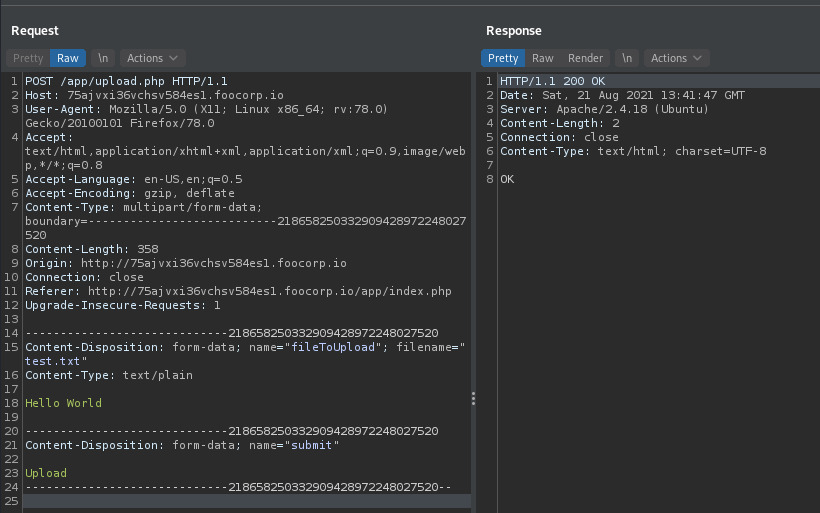 Request
Pretty Raw \n Actions
1 POST /app/upload.php HTTP/1.1
2 Host: 75ajvxi36vchsv584es1.foocorp.io
3 User-Agent: Mozilla/5.0 (X11; Linux x86_64; rv:78.0)
Gecko/20100101 Firefox/78.0
4 Accept:
text/html,application/xhtml+xml,application/xml;q=0.9,image/web
p,*/*;q=0.8
5 Accept-Language: en-US,en;q=0.5
6 Accept-Encoding: gzip, deflate
7 Content-Type: multipart/form-data;
boundary=---------------------------218658250332909428972248027
520
8 Content-Length: 358
9 Origin: http://75ajvxi36vchsv584es1.foocorp.io
10 Connection: close
11 Referer: http://75ajvxi36vchsv584es1.foocorp.io/app/index.php
12 Upgrade-Insecure-Requests: 1
13
14 -----------------------------218658250332909428972248027520
15 Content-Disposition: form-data; name="fileToUpload"; filename="
test.txt"
16 Content-Type: text/plain
17
18 Hello World
19
20 -----------------------------218658250332909428972248027520
21 Content-Disposition: form-data; name="submit"
22
23 Upload
24 -----------------------------218658250332909428972248027520--
25
Response
Pretty Raw Render \n Actions
1 HTTP/1.1 200 OK
2 Date: Sat, 21 Aug 2021 13:41:47 GMT
3 Server: Apache/2.4.18 (Ubuntu)
4 Content-Length: 2
5 Connection: close
6 Content-Type: text/html; charset=UTF-8
7
8 OK